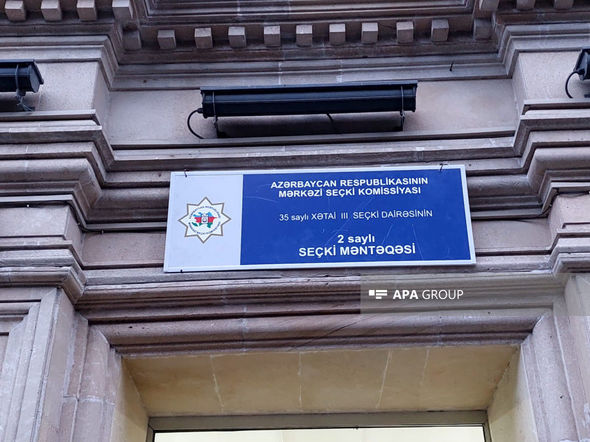 AZƏRBAYCAN RESPUBLİKASININ
MƏRKƏZİ SEÇKİ KOMİSSİYASI
35 saylı XƏTAİ III SEÇKİ DAİRƏSİNİN
2 saylı
SEÇKİ MƏNTƏQƏSİ
APA GROUP